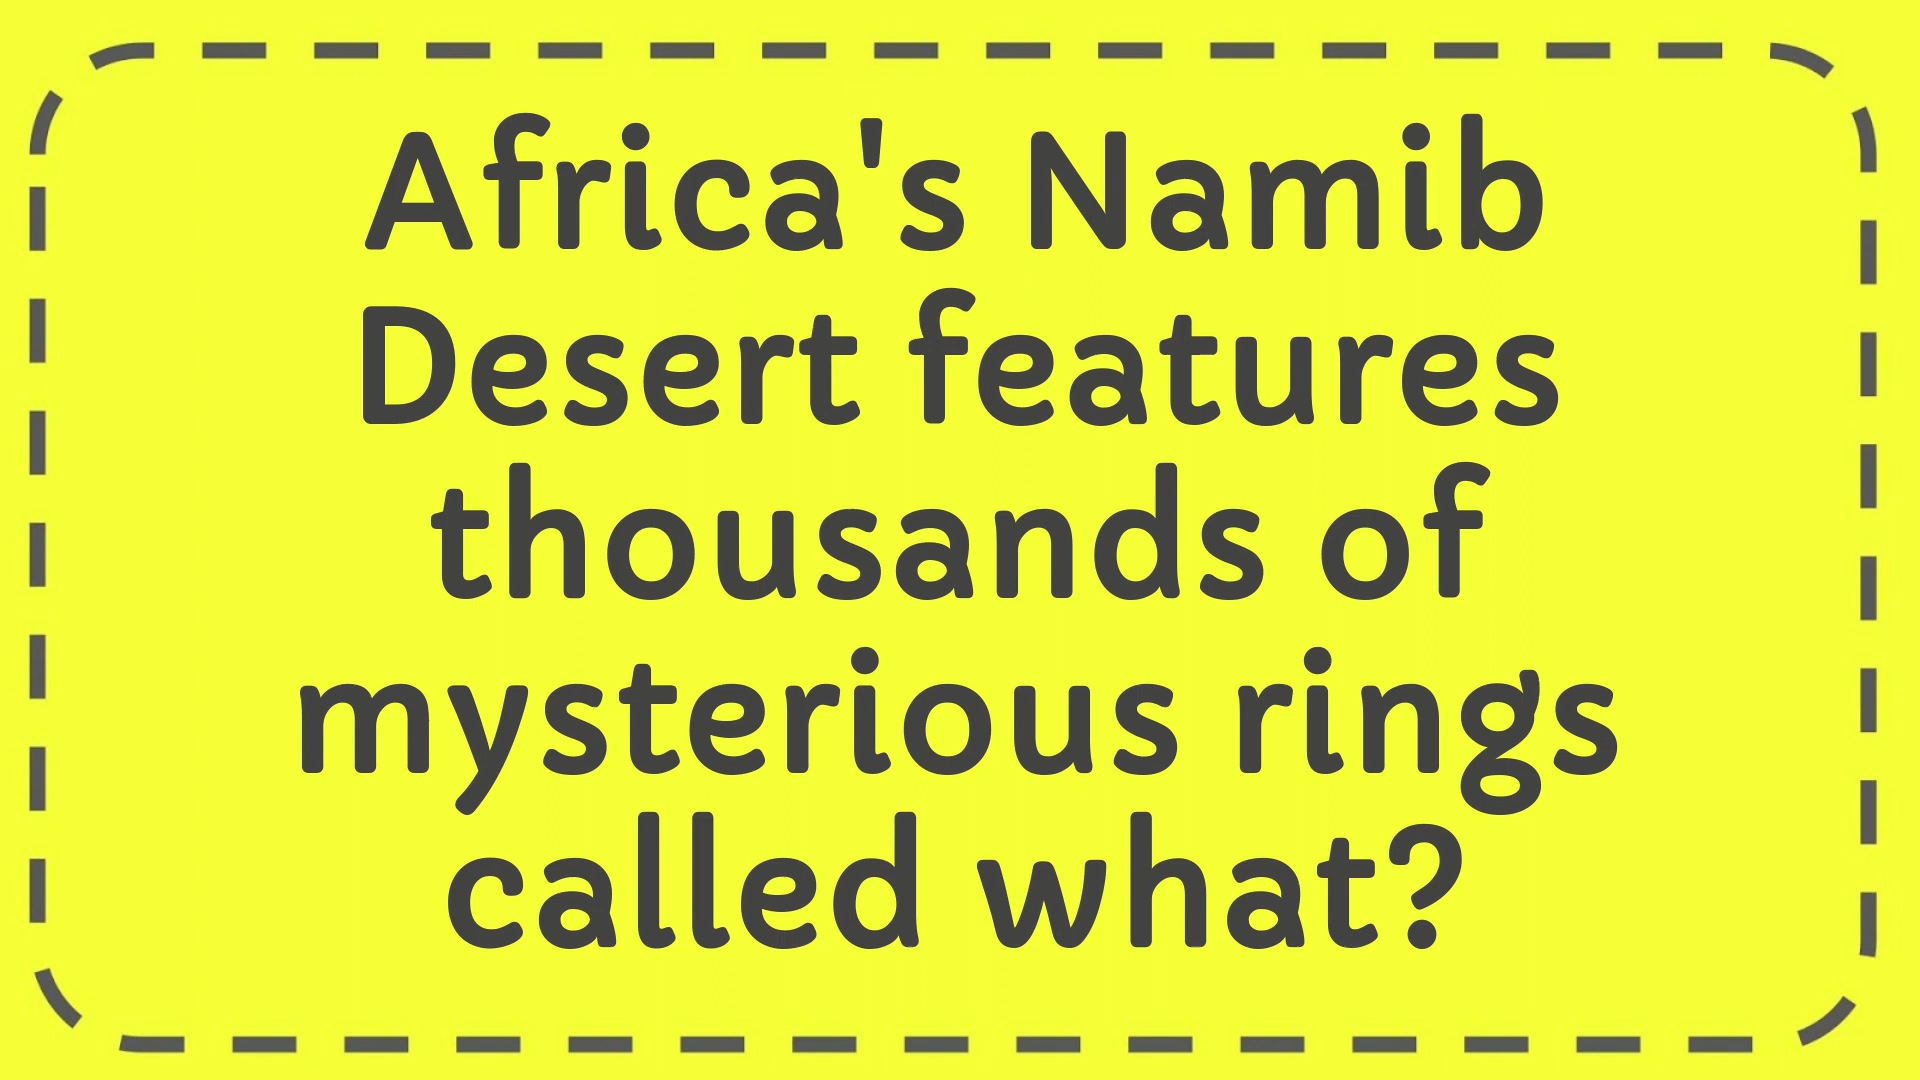 Africa's Namib
Desert features
thousands of
mysterious rings
called what?